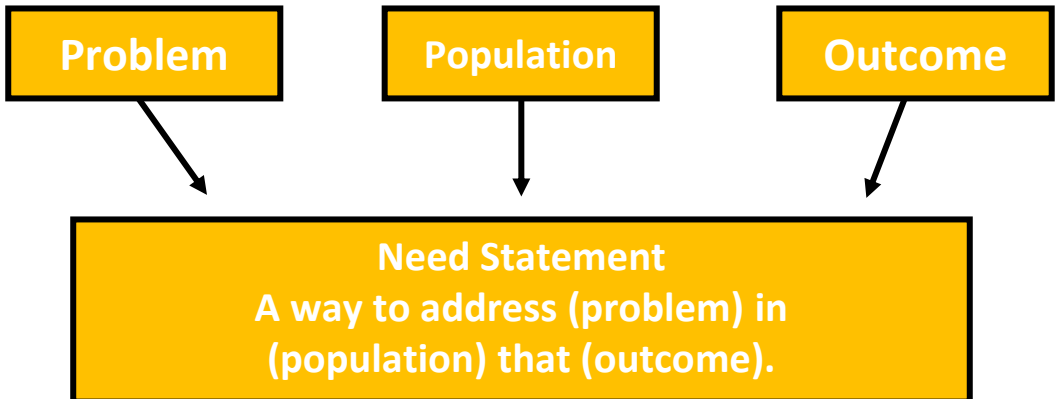 Problem
Population
Outcome
Need Statement
A way to address (problem) in
(population) that (outcome).